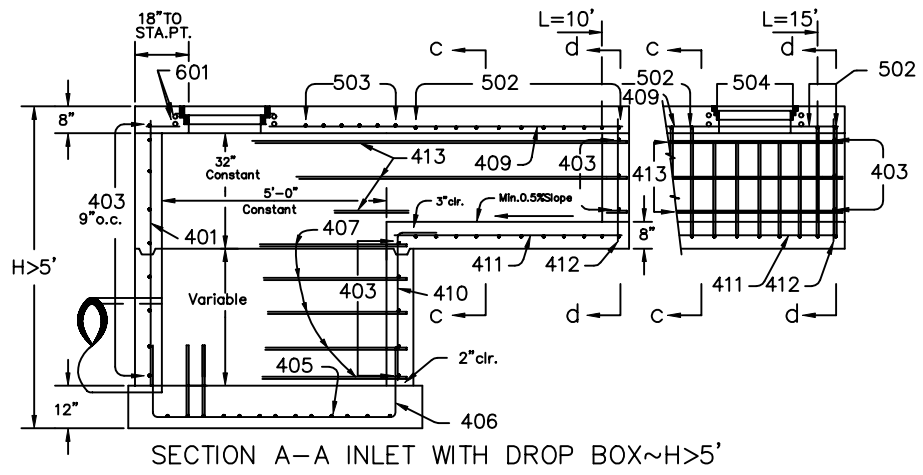 18"TO
STA.PT.
L=10'
L=15'
c
d
c
d
601
503
502
502
504
502
409
8"
403
9"o.c.
32"
Constant
413
409
403
413
403
5'-0"
Constant
3"clr.
Min.0.5%Slope
401
407
8"
H>5'
411
412
411
412
Variable
403
410
c
d
c
d
405
2"clr.
12"
406
SECTION A-A INLET WITH DROP BOX~H>5'